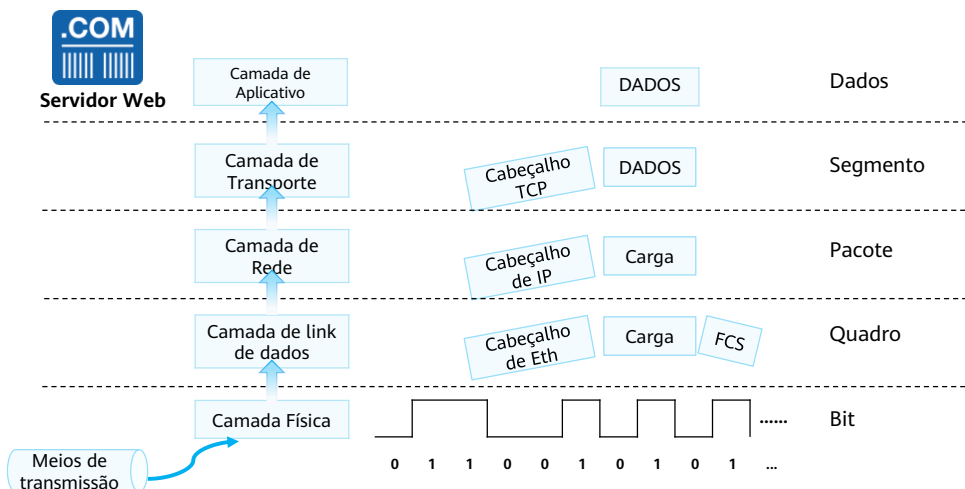 .COM
Servidor Web
Camada de
Aplicativo
DADOS
Dados
Camada de
Transporte
Cabeçalho
TCP
DADOS
Segmento
Camada de
Rede
Cabeçalho
de IP
Carga
Pacote
Camada de link
de dados
Cabeçalho
de Eth
Carga
FCS
Quadro
Camada Física
......
Bit
Meios de
transmissão
0 1 1 0 0 1 0 1 0 1 ...